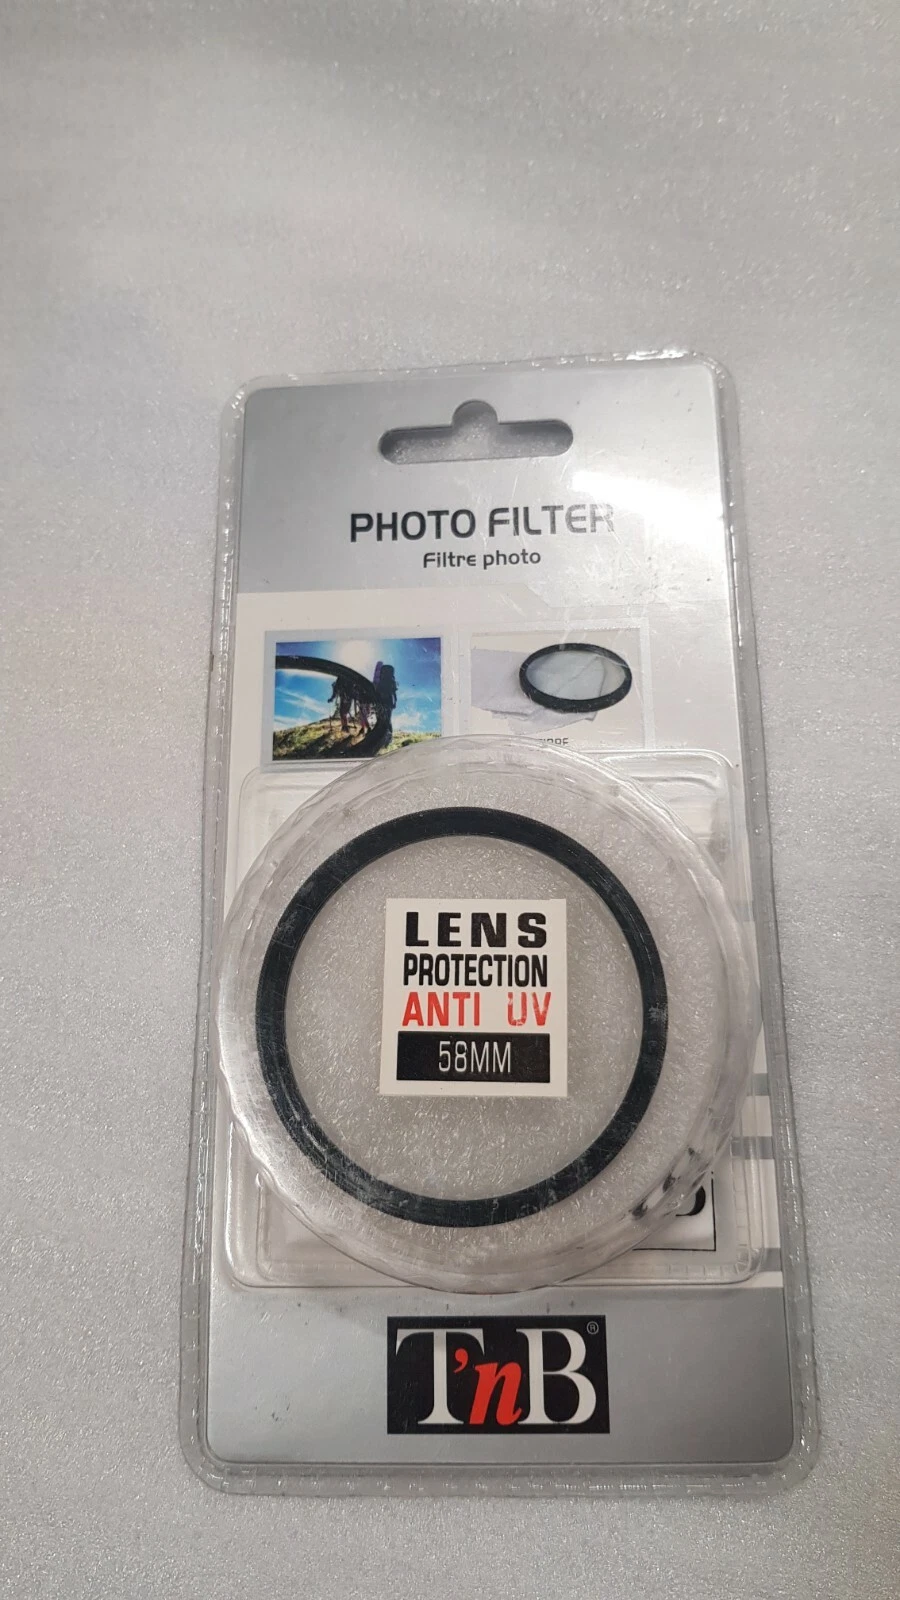 PHOTO FILTER
Filtre photo
LENS
PROTECTION
ANTI UV
58MM
T'nB®